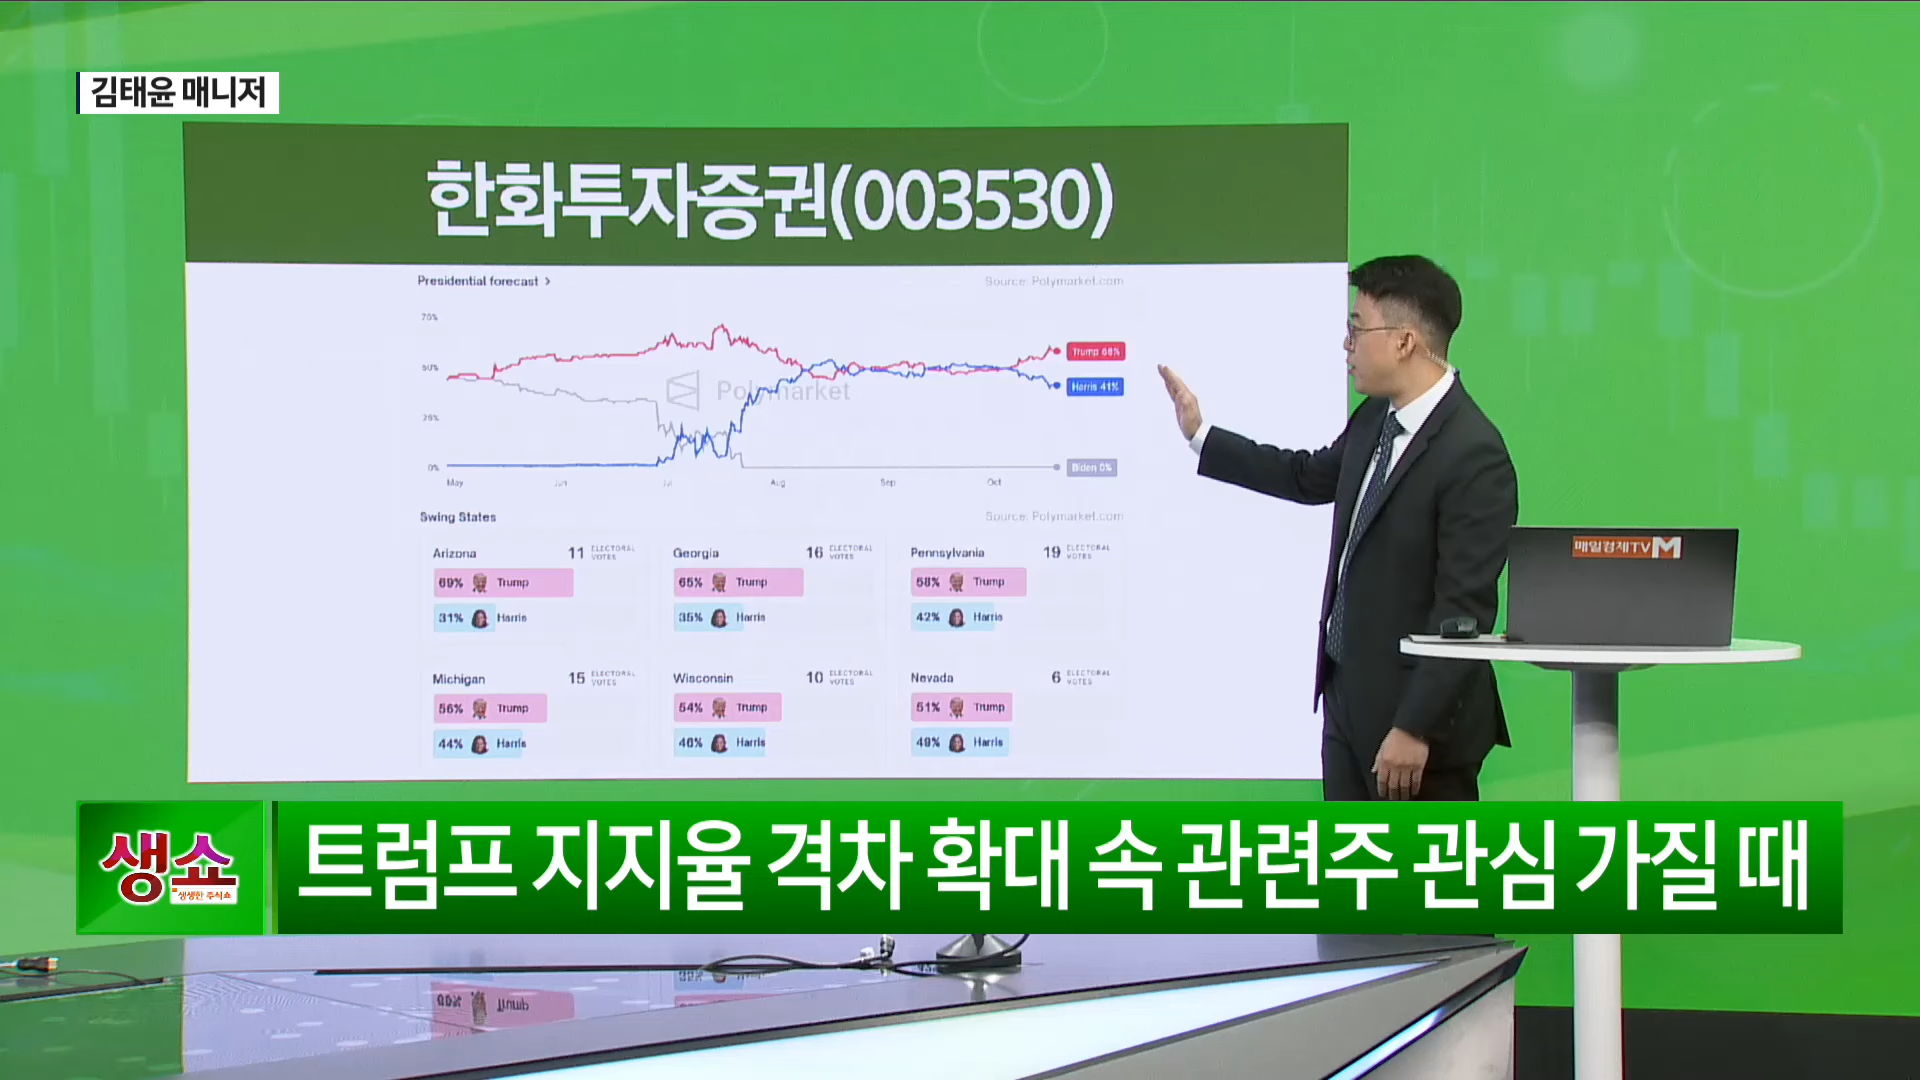 김태윤 매니저
한화투자증권(003530)
Presidential forecast >
Source: Polymarket.com
70%
50%
25%
0%
Polymarket
Trump 68%
Harris 41%
Biden 0%
May Jun Jul Aug Sep Oct
Swing States
Source: Polymarket.com
Arizona 11 ELECTORAL VOTES
69% Trump
31% Harris
Georgia 16 ELECTORAL VOTES
65% Trump
35% Harris
Pennsylvania 19 ELECTORAL VOTES
58% Trump
42% Harris
Michigan 15 ELECTORAL VOTES
56% Trump
44% Harris
Wisconsin 10 ELECTORAL VOTES
54% Trump
46% Harris
Nevada 6 ELECTORAL VOTES
51% Trump
49% Harris
매일경제TV M
생쇼
생생한 주식쇼
트럼프 지지율 격차 확대 속 관련주 관심 가질 때